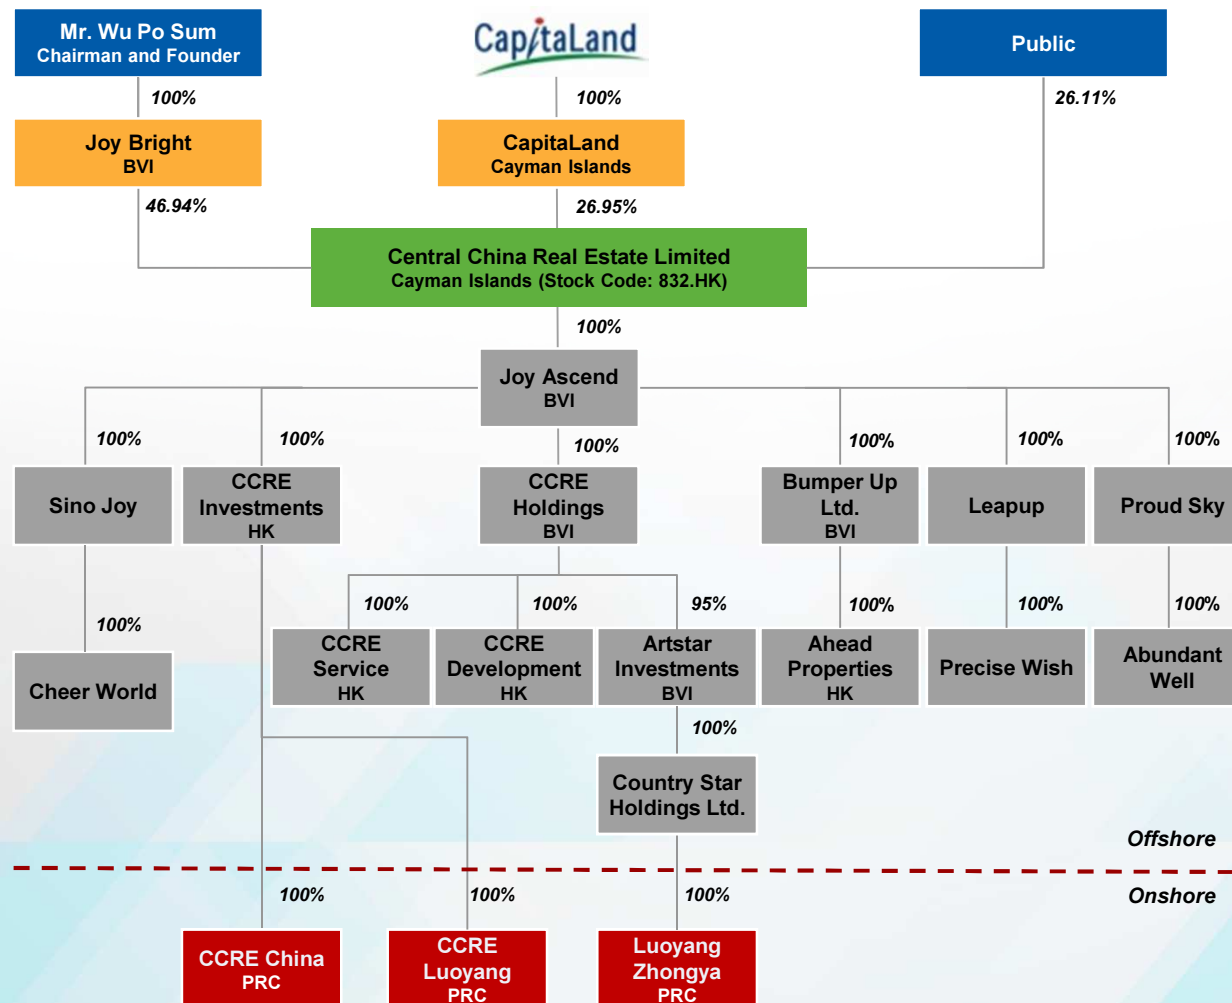 Mr. Wu Po Sum
Chairman and Founder
CapitaLand
Public
100%
100%
26.11%
Joy Bright
BVI
CapitaLand
Cayman Islands
46.94%
26.95%
Central China Real Estate Limited
Cayman Islands (Stock Code: 832.HK)
100%
Joy Ascend
BVI
100%
100%
100%
100%
100%
100%
Sino Joy
CCRE
Investments
HK
CCRE
Holdings
BVI
Bumper Up
Ltd.
BVI
Leapup
Proud Sky
100%
100%
100%
95%
100%
100%
100%
Cheer World
CCRE
Service
HK
CCRE
Development
HK
Artstar
Investments
BVI
Ahead
Properties
HK
Precise Wish
Abundant
Well
100%
Country Star
Holdings Ltd.
Offshore
Onshore
100%
100%
100%
CCRE China
PRC
CCRE
Luoyang
PRC
Luoyang
Zhongya
PRC